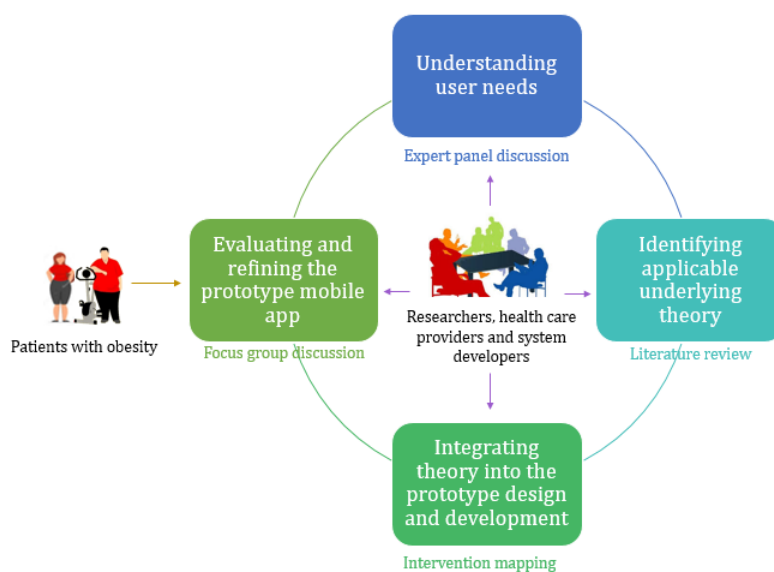 Understanding
user needs
Expert panel discussion
Evaluating and
refining the
prototype mobile
app
Focus group discussion
Patients with obesity
Researchers, health care
providers and system
developers
Identifying
applicable
underlying
theory
Literature review
Integrating
theory into the
prototype design
and development
Intervention mapping